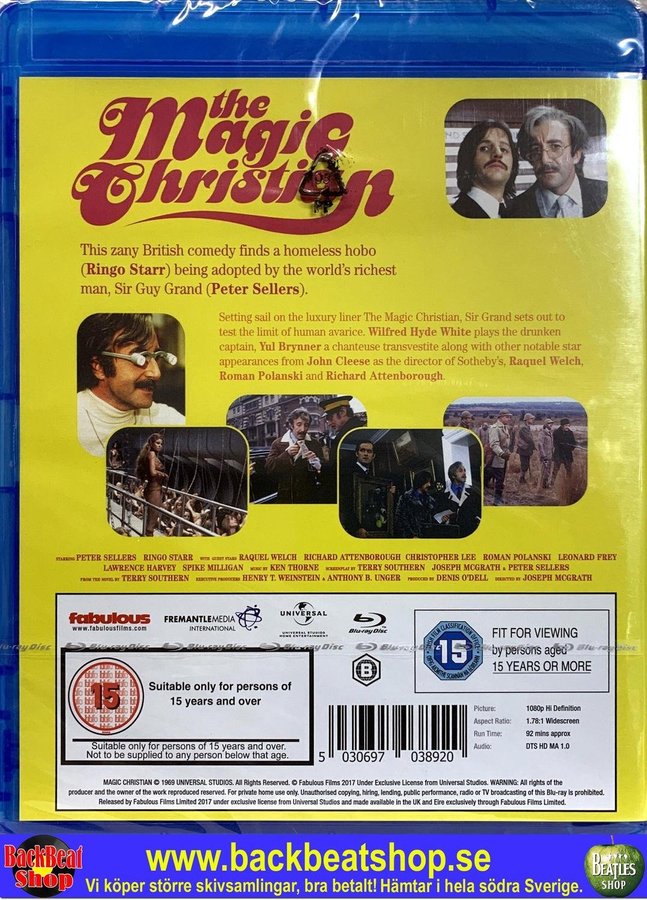 the
Magic
Christian
This zany British comedy finds a homeless hobo
(Ringo Starr) being adopted by the world's richest
man, Sir Guy Grand (Peter Sellers).
Setting sail on the luxury liner The Magic Christian, Sir Grand sets out to
test the limit of human avarice. Wilfred Hyde White plays the drunken
captain, Yul Brynner a chanteuse transvestite along with other notable star
appearances from John Cleese as the director of Sotheby's, Raquel Welch,
Roman Polanski and Richard Attenborough.
STARRING PETER SELLERS RINGO STARR WITH GUEST STARS RAQUEL WELCH RICHARD ATTENBOROUGH CHRISTOPHER LEE ROMAN POLANSKI LEONARD FREY
LAWRENCE HARVEY SPIKE MILLIGAN MUSIC BY KEN THORNE SCREENPLAY BY TERRY SOUTHERN JOSEPH MCGRATH & PETER SELLERS
FROM THE NOVEL BY TERRY SOUTHERN EXECUTIVE PRODUCERS HENRY T. WEINSTEIN & ANTHONY B. UNGER PRODUCED BY DENIS O'DELL DIRECTED BY JOSEPH MCGRATH
fabulous
www.fabulousfilms.com
FREMANTLEMEDIA
INTERNATIONAL
UNIVERSAL
UNIVERSAL STUDIOS
HOME ENTERTAINMENT
Blu-ray Disc
B
15
FIT FOR VIEWING
by persons aged
15 YEARS OR MORE
15
Suitable only for persons of
15 years and over
Suitable only for persons of 15 years and over.
Not to be supplied to any person below that age.
5 030697 038920
Picture: 1080p Hi Definition
Aspect Ratio: 1.78:1 Widescreen
Run Time: 92 mins approx
Audio: DTS HD MA 1.0
MAGIC CHRISTIAN © 1969 UNIVERSAL STUDIOS. All Rights Reserved. © Fabulous Films 2017 Under Exclusive License from Universal Studios. WARNING: All rights of the
producer and the owner of the work reproduced reserved. For private home use only. Unauthorised copying, hiring, lending, public performance, radio or TV broadcasting of this Blu-ray is prohibited.
Released by Fabulous Films Limited 2017 under exclusive license from Universal Studios and made available in the UK and Eire exclusively through Fabulous Films Limited.
BackBeat
Shop
www.backbeatshop.se
Vi köper större skivsamlingar, bra betalt! Hämtar i hela södra Sverige.
BEATLES
SHOP